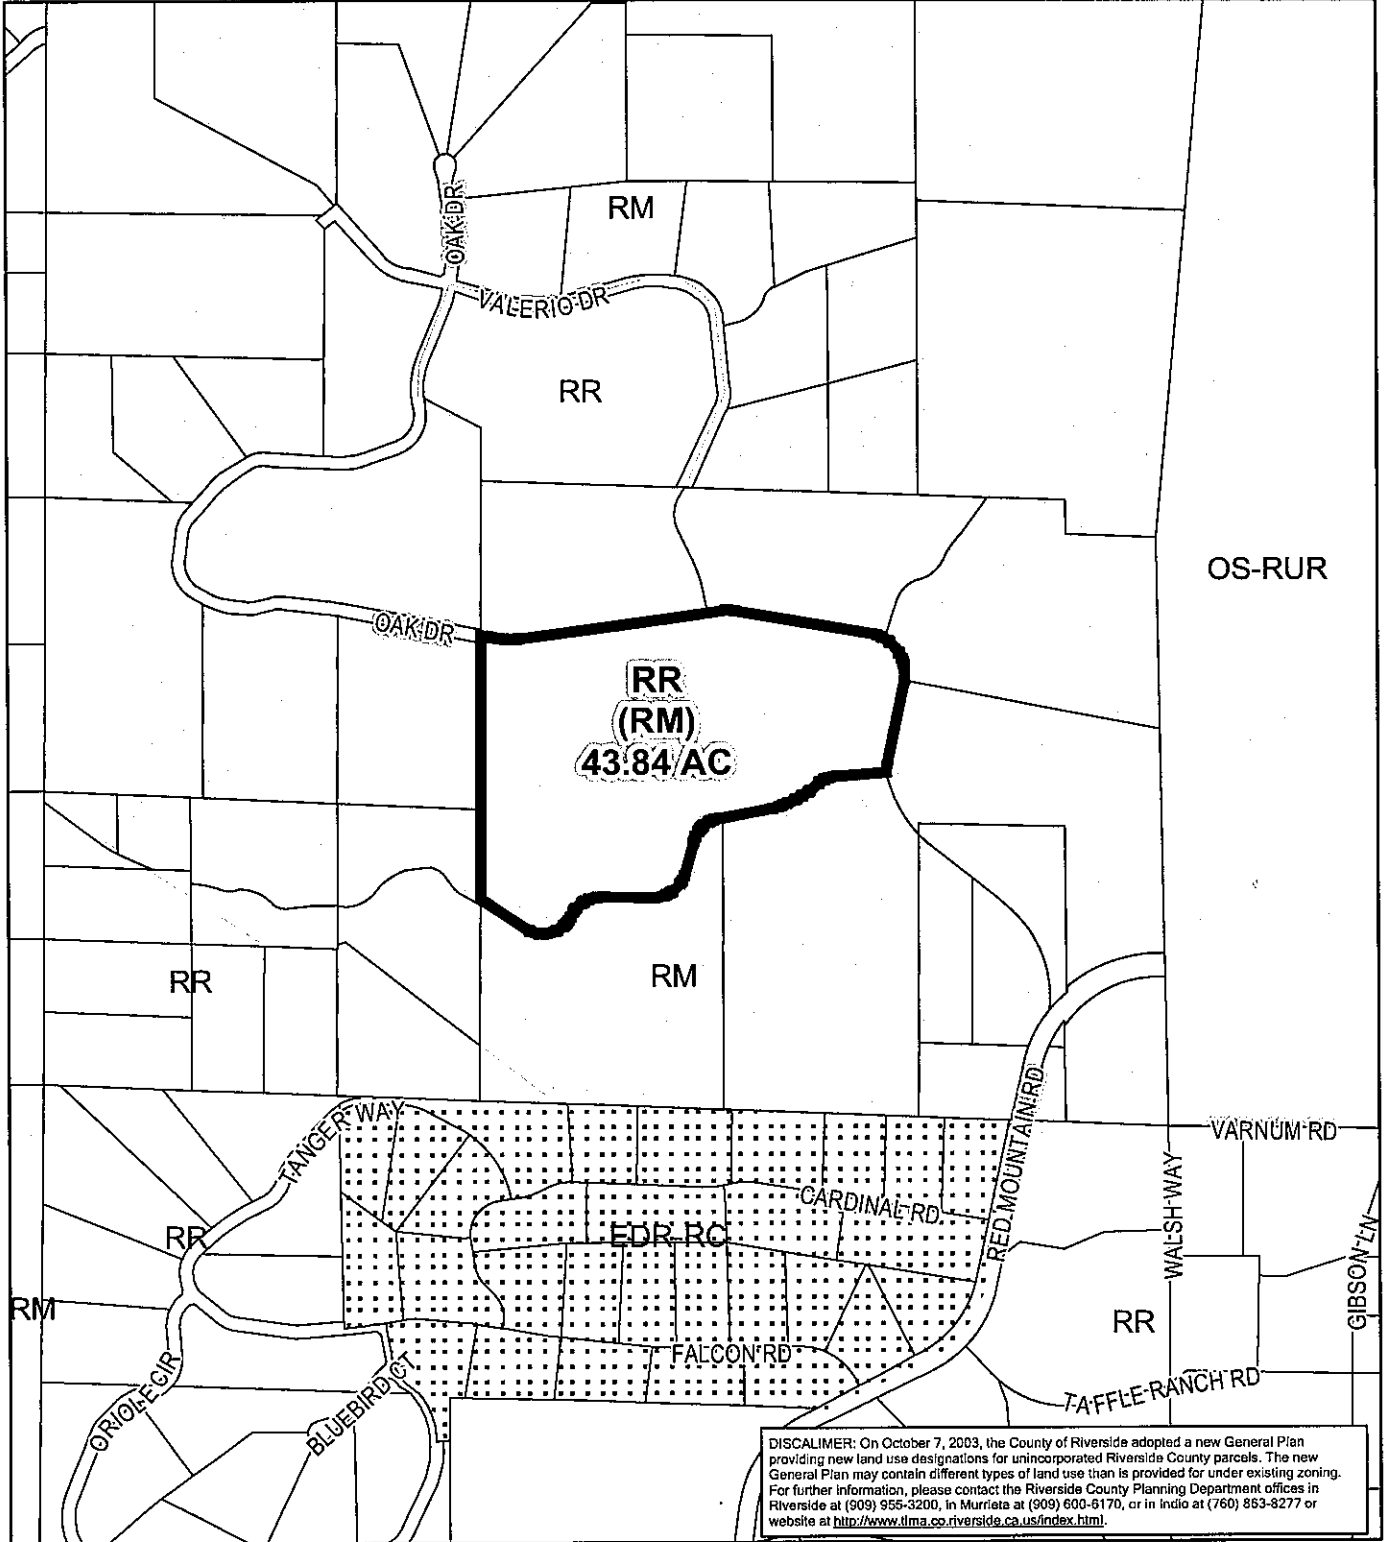 OAK DR
RM
VALERIO DR
RR
OS-RUR
OAK DR
RR
(RM)
43.84 AC
RR
RM
TANGER WAY
RED MOUNTAIN RD
VARNUM RD
WALSH WAY
CARDINAL RD
GIBSON LN
RR
EDR-RC
RM
RR
FALCON RD
TAFFLE RANCH RD
ORIOLE CIR
BLUEBIRD CT
DISCALIMER: On October 7, 2003, the County of Riverside adopted a new General Plan
providing new land use designations for unincorporated Riverside County parcels. The new
General Plan may contain different types of land use than is provided for under existing zoning.
For further information, please contact the Riverside County Planning Department offices in
Riverside at (909) 955-3200, in Murrieta at (909) 600-6170, or in Indio at (760) 863-8277 or
website at http://www.tlma.co.riverside.ca.us/index.html.